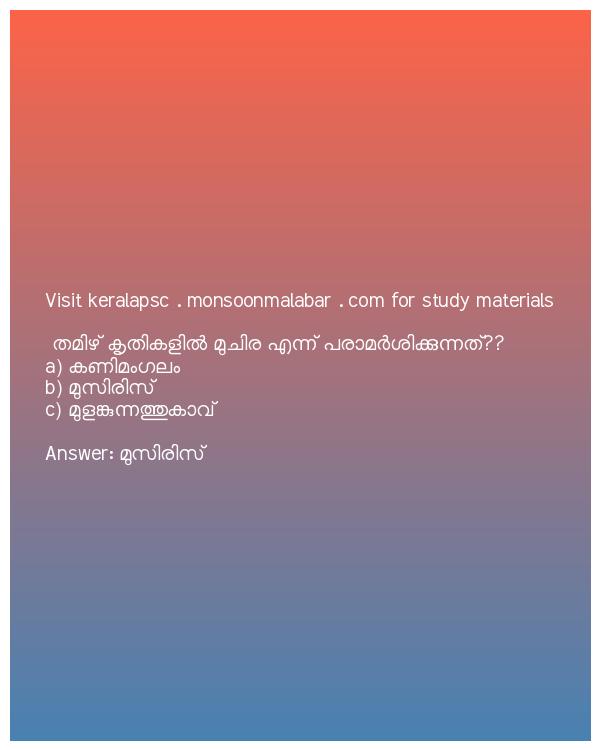 Visit keralapsc . monsoonmalabar . com for study materials
തമിഴ് കൃതികളിൽ മുചിര എന്ന് പരാമർശിക്കുന്നത്??
a) കണിമംഗലം
b) മുസിരിസ്
c) മുളങ്കുന്നത്തുകാവ്
Answer: മുസിരിസ്